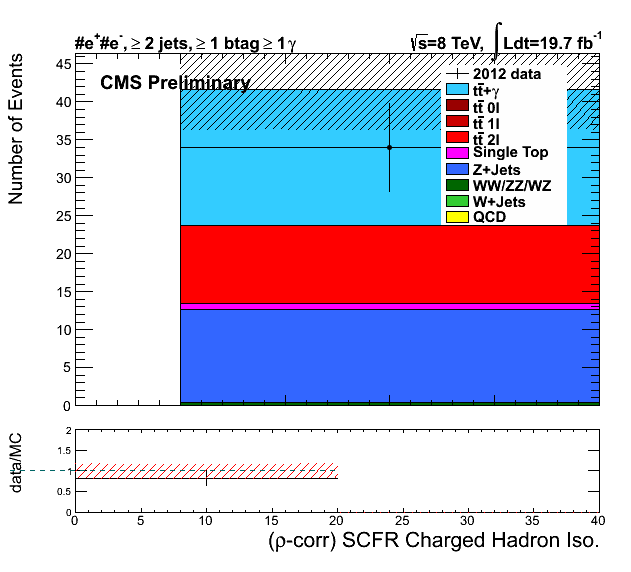 #e⁺#e⁻, ≥ 2 jets, ≥ 1 btag ≥ 1γ √s=8 TeV, ∫Ldt=19.7 fb⁻¹
CMS Preliminary
Number of Events
45
40
35
30
25
20
15
10
5
0
2012 data
tt̄+γ
tt̄ 0l
tt̄ 1l
tt̄ 2l
Single Top
Z+Jets
WW/ZZ/WZ
W+Jets
QCD
data/MC
2
1.5
1
0.5
0
0 5 10 15 20 25 30 35 40
(ρ-corr) SCFR Charged Hadron Iso.